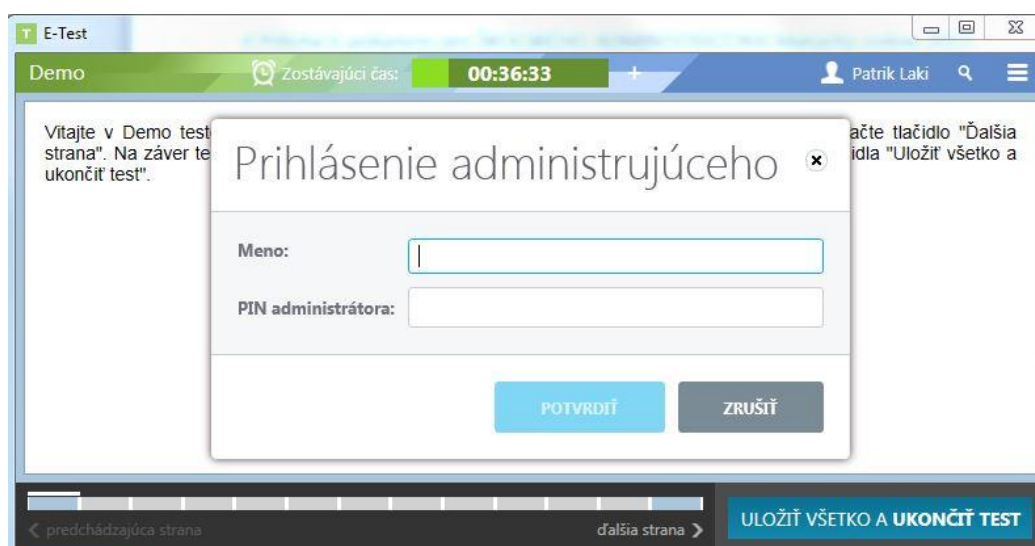 E-Test
Demo
Zostávajúci čas:
00:36:33
+
Patrik Laki
Vitajte v Demo test
ačte tlačidlo "Ďalšia
strana". Na záver te
idla "Uložiť všetko a
ukončiť test".
Prihlásenie administrujúceho
Meno:
PIN administrátora:
POTVRDIŤ
ZRUŠIŤ
predchádzajúca strana
ďalšia strana
ULOŽIŤ VŠETKO A UKONČIŤ TEST